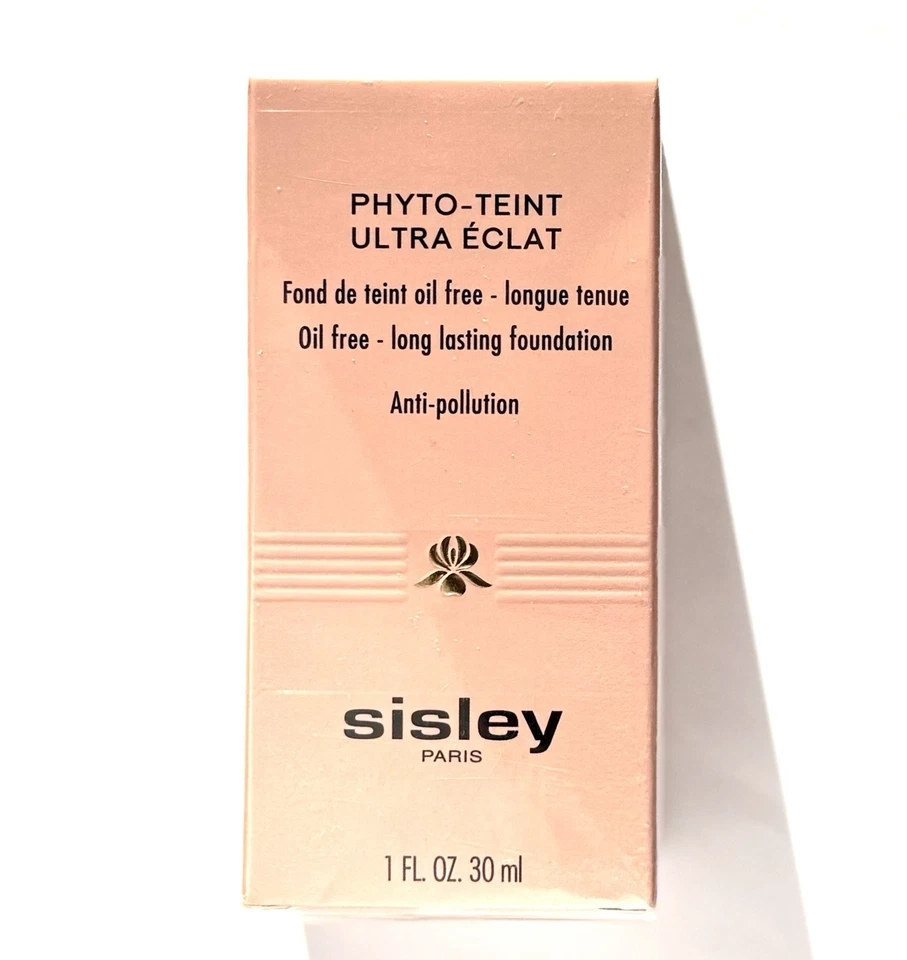 PHYTO-TEINT
ULTRA ÉCLAT
Fond de teint oil free - longue tenue
Oil free - long lasting foundation
Anti-pollution
sisley
PARIS
1 FL. OZ. 30 ml